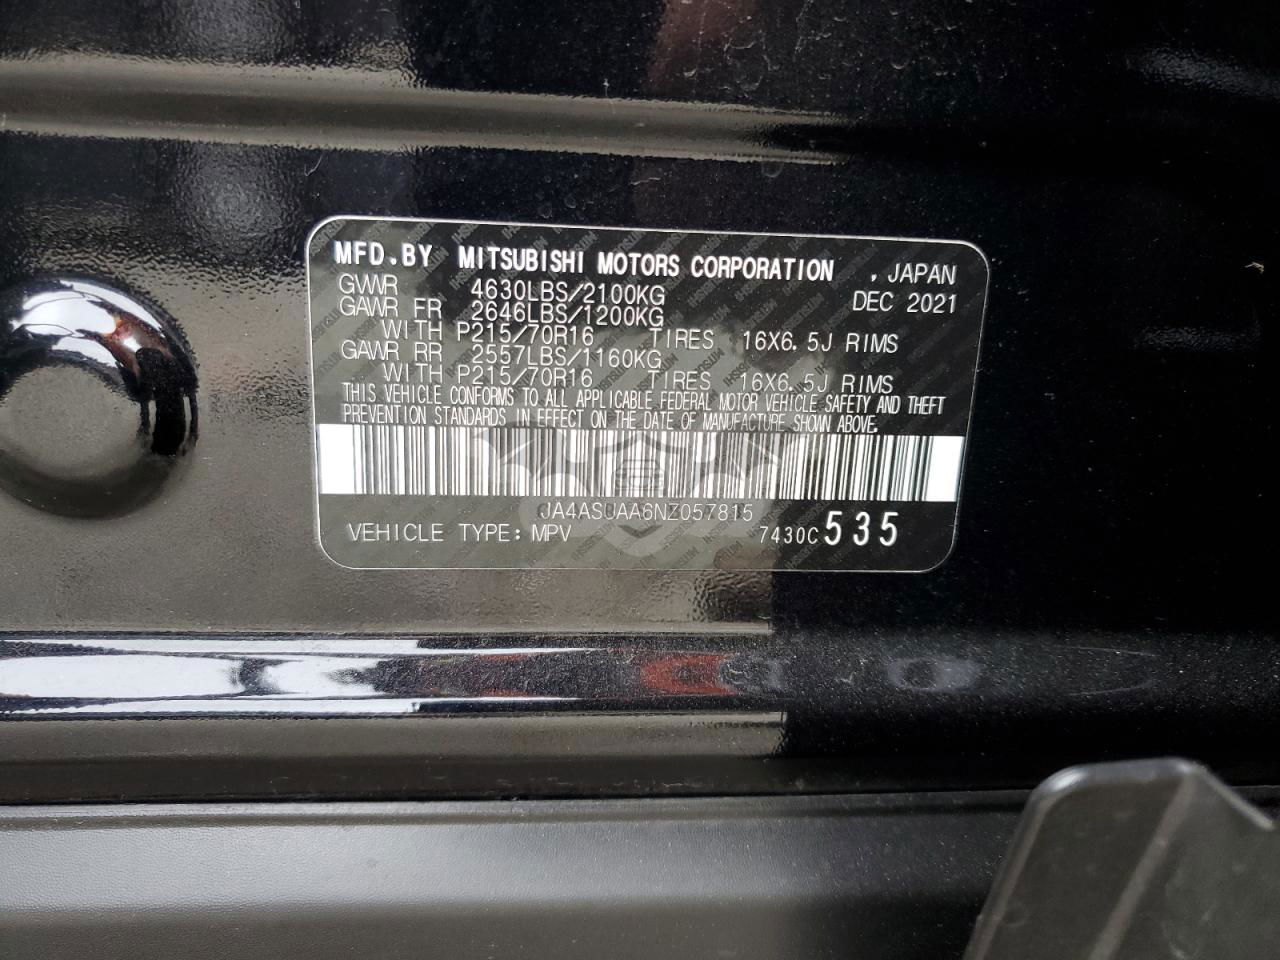 MFD.BY MITSUBISHI MOTORS CORPORATION , JAPAN
GVWR 4630LBS/2100KG DEC 2021
GAWR FR 2646LBS/1200KG
WITH P215/70R16 TIRES 16X6.5J RIMS
GAWR RR 2557LBS/1160KG
WITH P215/70R16 TIRES 16X6.5J RIMS
THIS VEHICLE CONFORMS TO ALL APPLICABLE FEDERAL MOTOR VEHICLE SAFETY AND THEFT
PREVENTION STANDARDS IN EFFECT ON THE DATE OF MANUFACTURE SHOWN ABOVE.
JA4ASUAA6NZ057815
VEHICLE TYPE: MPV 7430C 535